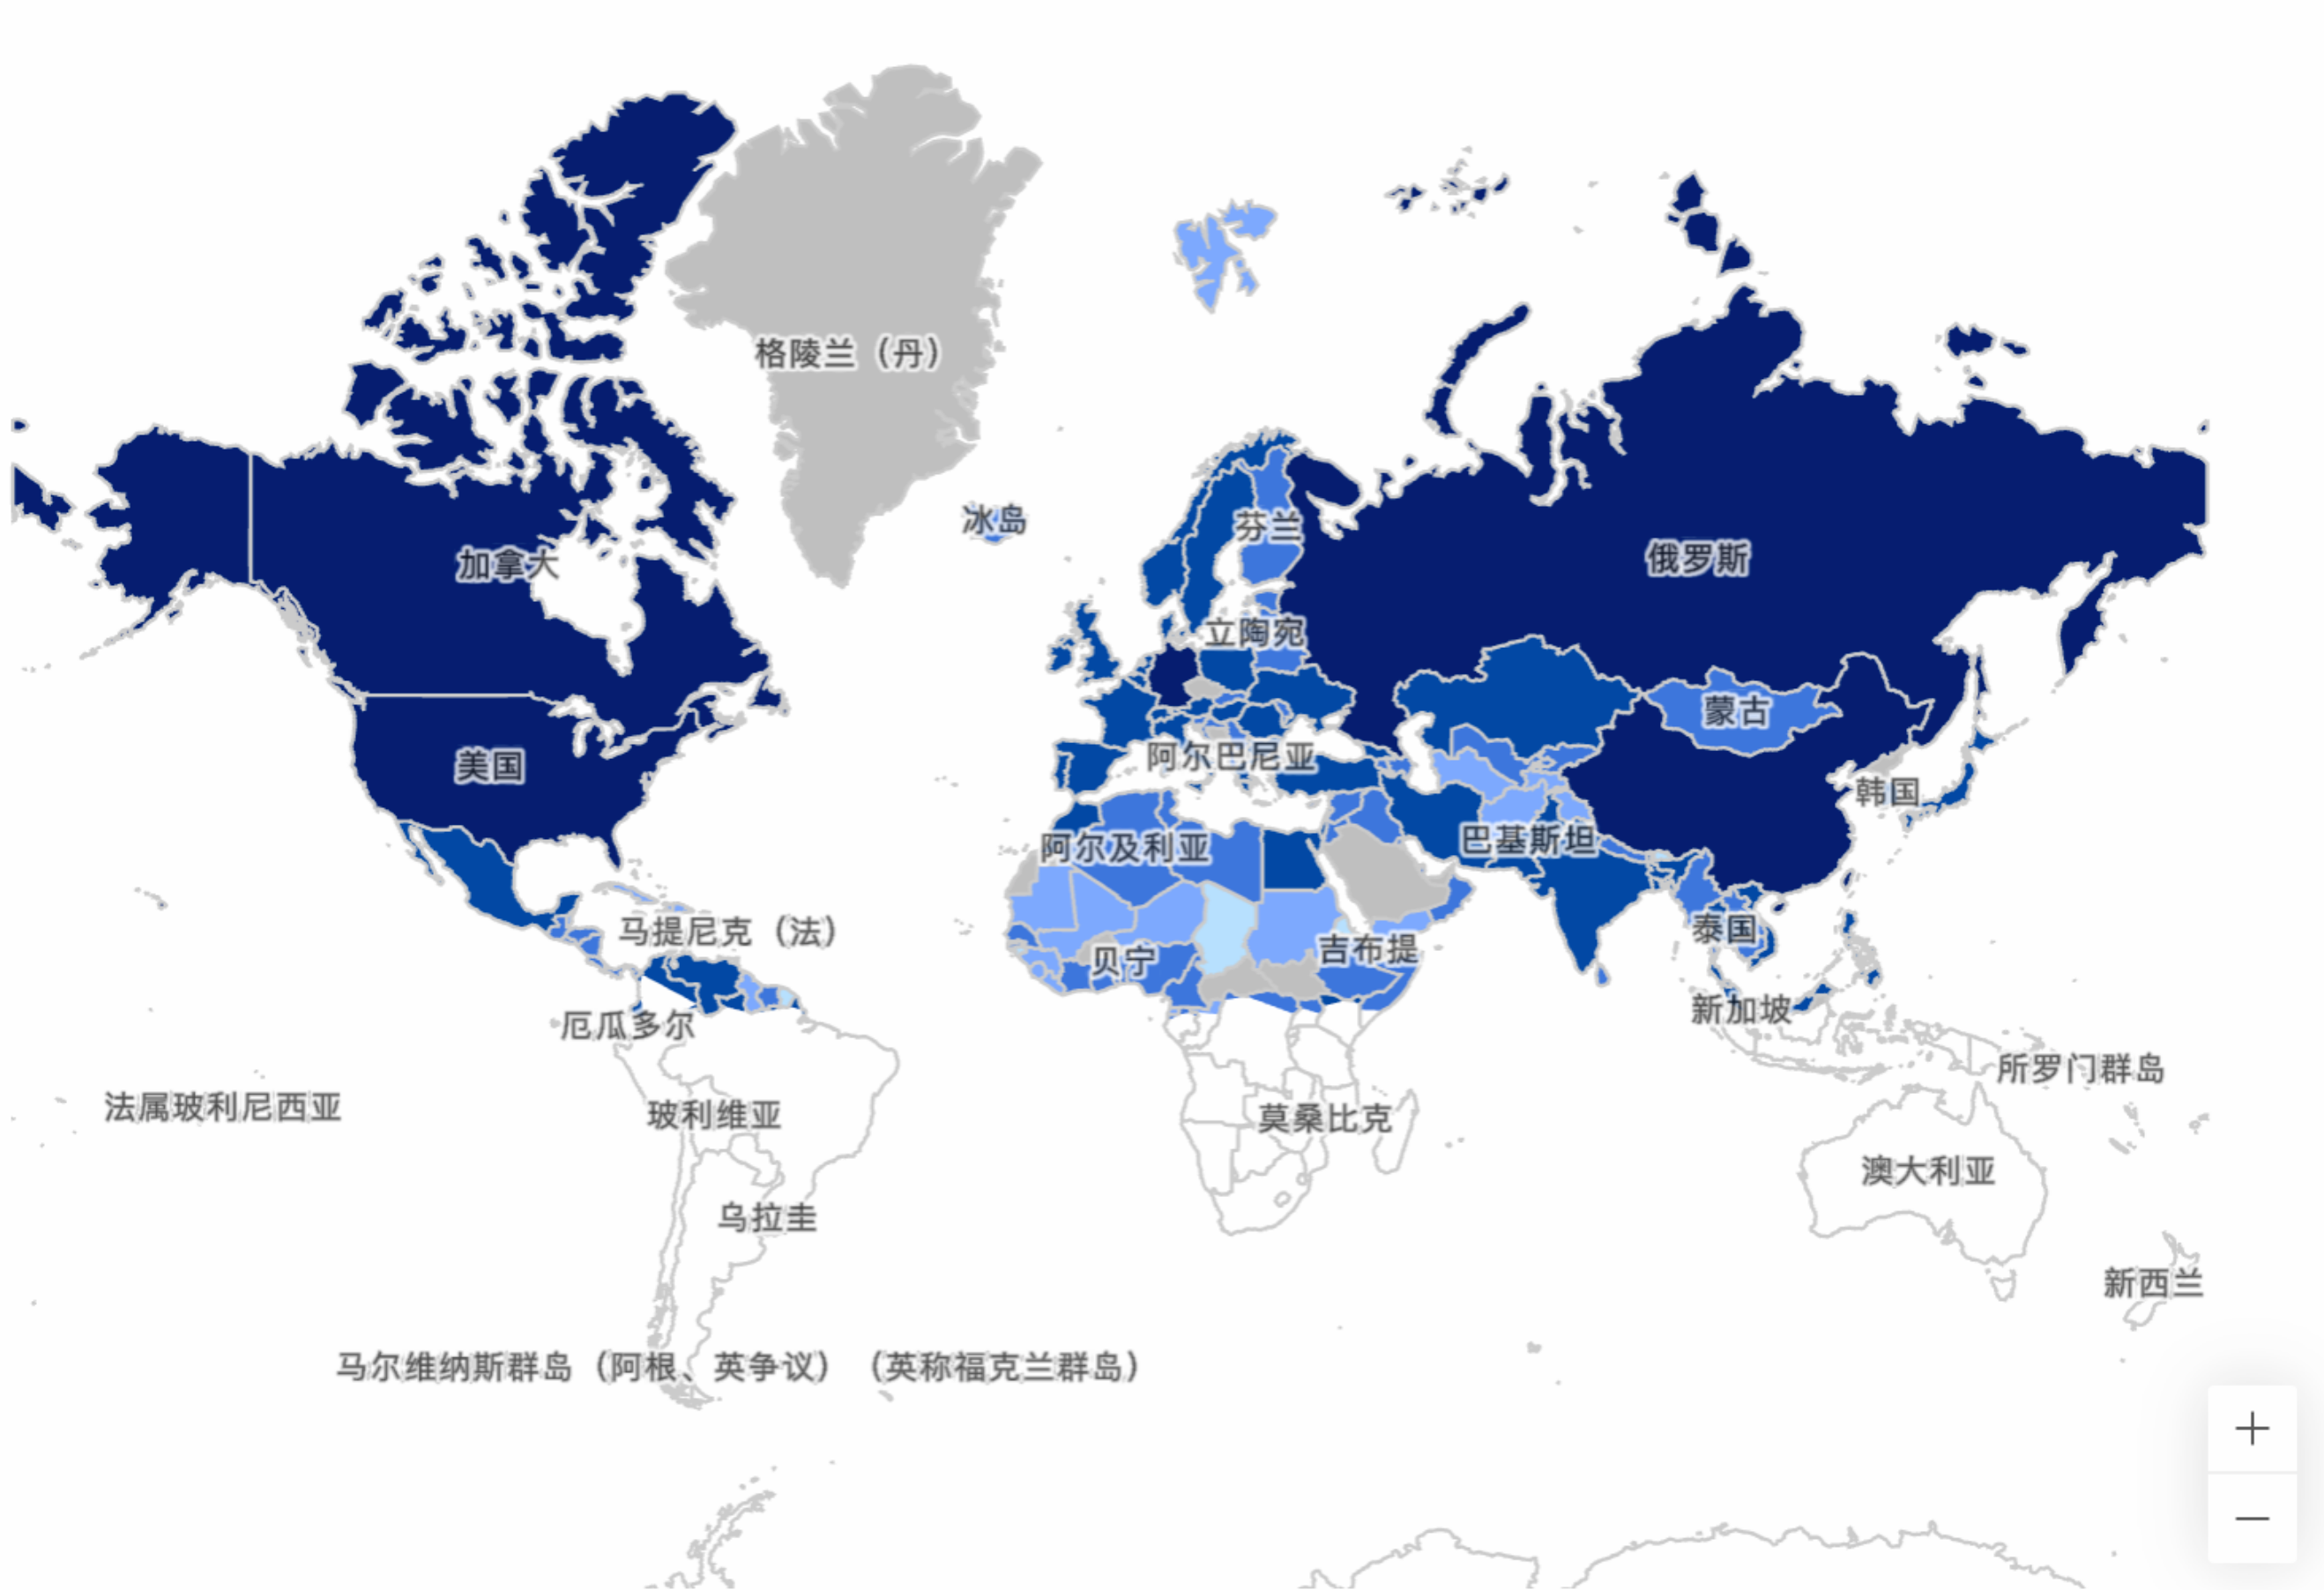 格陵兰（丹）
冰岛
芬兰
加拿大
俄罗斯
立陶宛
蒙古
美国
阿尔巴尼亚
韩国
阿尔及利亚
巴基斯坦
马提尼克（法）
泰国
贝宁
吉布提
新加坡
厄瓜多尔
所罗门群岛
法属玻利尼西亚
玻利维亚
莫桑比克
澳大利亚
乌拉圭
新西兰
马尔维纳斯群岛（阿根、英争议）（英称福克兰群岛）